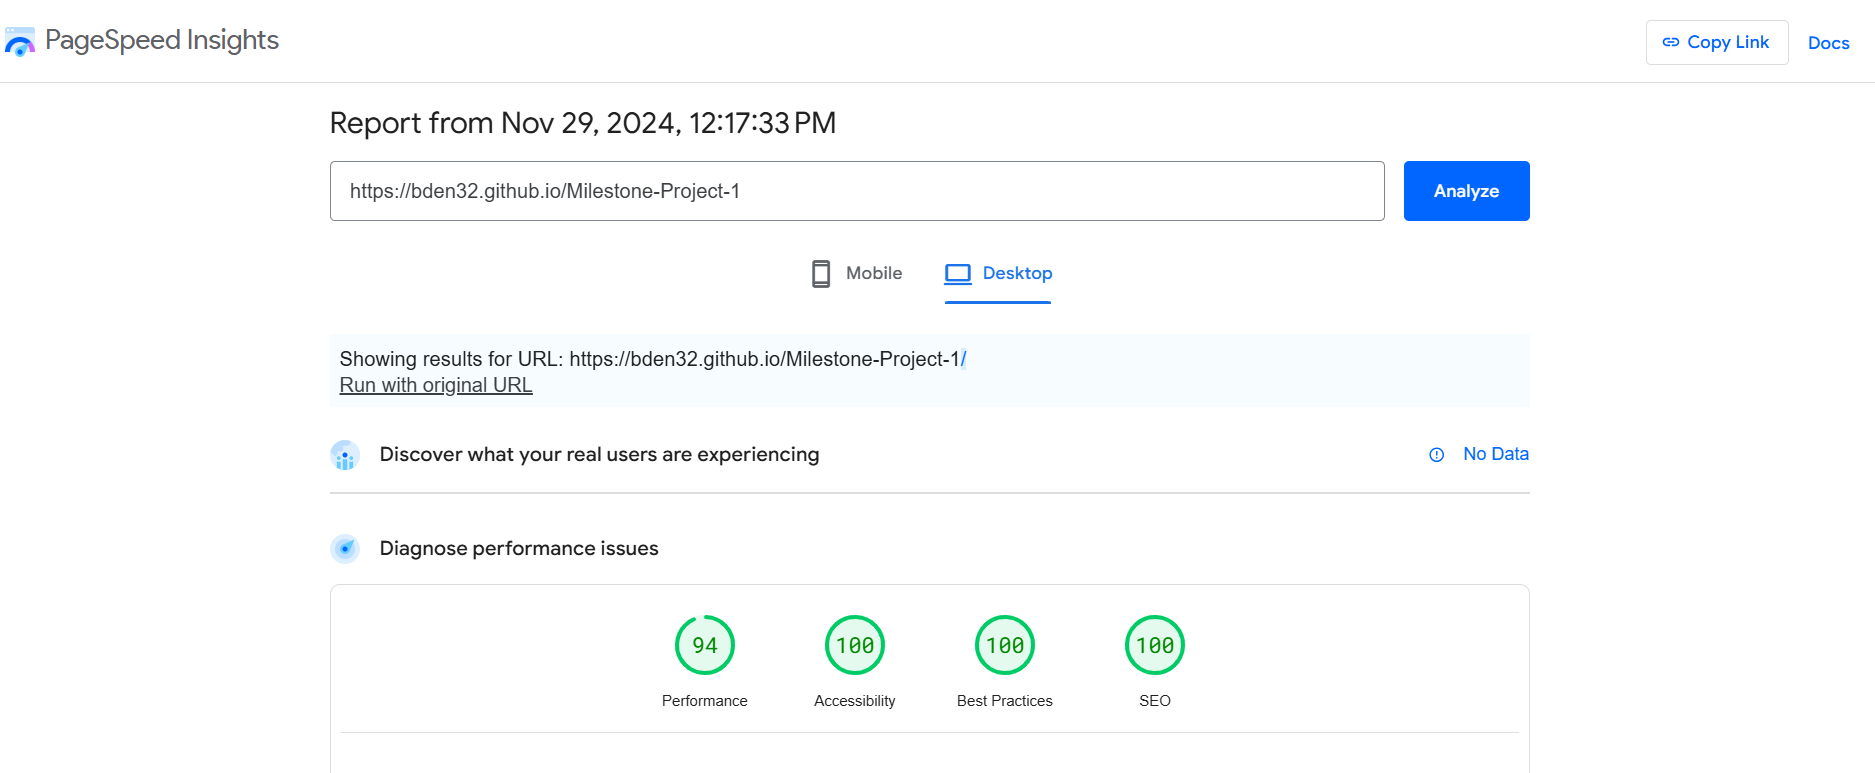 PageSpeed Insights
Copy Link
Docs
Report from Nov 29, 2024, 12:17:33 PM
https://bden32.github.io/Milestone-Project-1
Analyze
Mobile
Desktop
Showing results for URL: https://bden32.github.io/Milestone-Project-1/
Run with original URL
Discover what your real users are experiencing
No Data
Diagnose performance issues
94
100
100
100
Performance
Accessibility
Best Practices
SEO